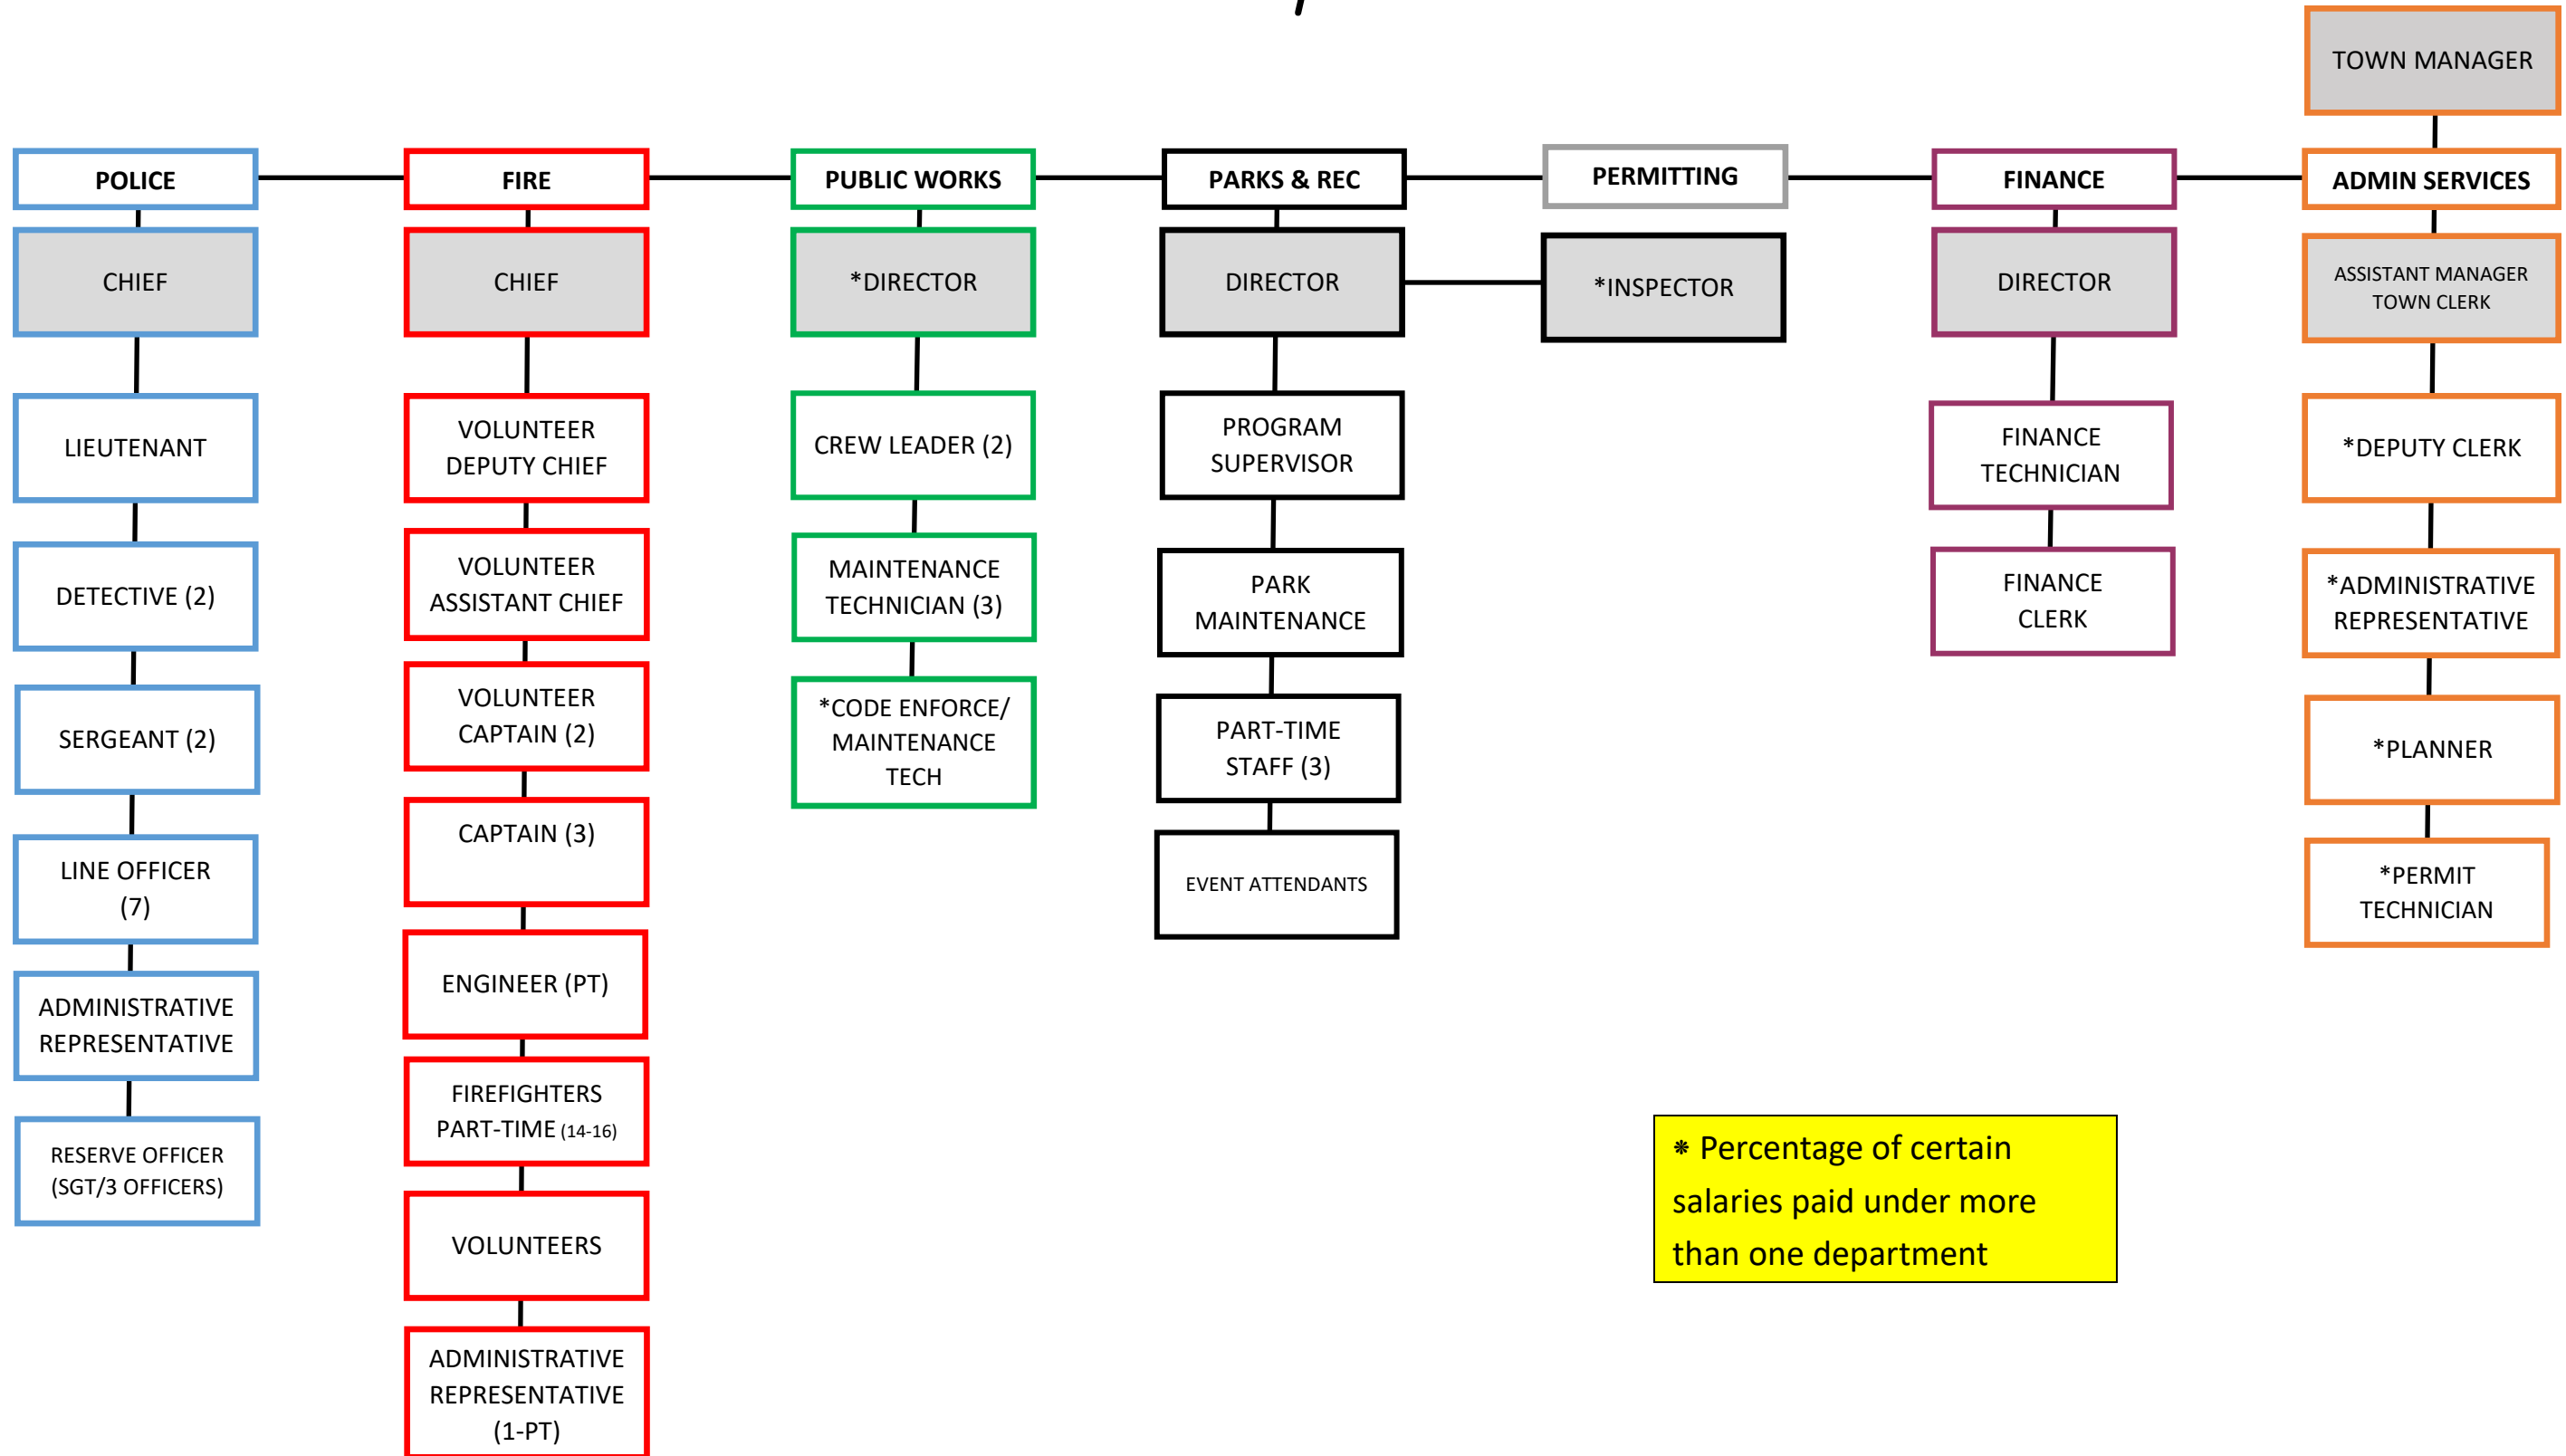 TOWN MANAGER
POLICE
FIRE
PUBLIC WORKS
PARKS & REC
PERMITTING
FINANCE
ADMIN SERVICES
CHIEF
LIEUTENANT
DETECTIVE (2)
SERGEANT (2)
LINE OFFICER
(7)
ADMINISTRATIVE
REPRESENTATIVE
RESERVE OFFICER
(SGT/3 OFFICERS)
CHIEF
VOLUNTEER
DEPUTY CHIEF
VOLUNTEER
ASSISTANT CHIEF
VOLUNTEER
CAPTAIN (2)
CAPTAIN (3)
ENGINEER (PT)
FIREFIGHTERS
PART-TIME (14-16)
VOLUNTEERS
ADMINISTRATIVE
REPRESENTATIVE
(1-PT)
*DIRECTOR
CREW LEADER (2)
MAINTENANCE
TECHNICIAN (3)
*CODE ENFORCE/
MAINTENANCE
TECH
DIRECTOR
PROGRAM
SUPERVISOR
PARK
MAINTENANCE
PART-TIME
STAFF (3)
EVENT ATTENDANTS
*INSPECTOR
DIRECTOR
FINANCE
TECHNICIAN
FINANCE
CLERK
ASSISTANT MANAGER
TOWN CLERK
*DEPUTY CLERK
*ADMINISTRATIVE
REPRESENTATIVE
*PLANNER
*PERMIT
TECHNICIAN
* Percentage of certain
salaries paid under more
than one department